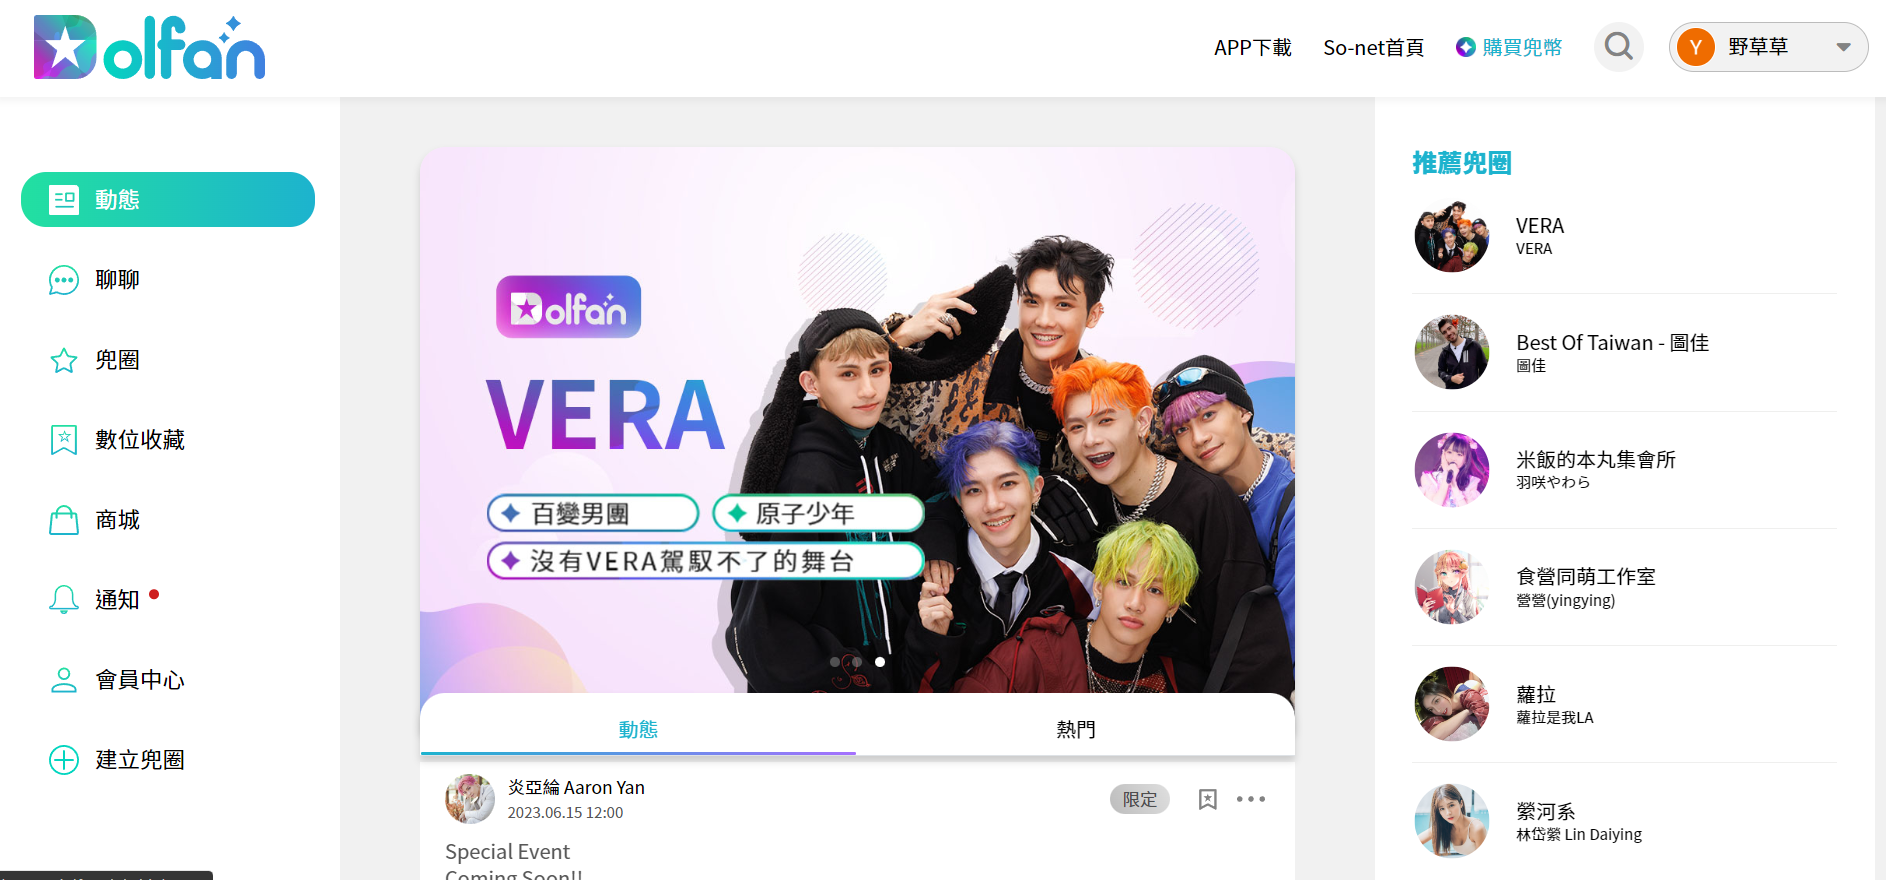 Dolfan
APP下載
So-net首頁
購買兜幣
Y
野草草
動態
聊聊
兜圈
數位收藏
商城
通知
會員中心
建立兜圈
Dolfan
VERA
百變男團
原子少年
沒有VERA駕馭不了的舞台
動態
熱門
炎亞綸 Aaron Yan
2023.06.15 12:00
限定
Special Event
Coming Soon!!
推薦兜圈
VERA
VERA
Best Of Taiwan - 圖佳
圖佳
米飯的本丸集會所
羽咲やわら
食營同萌工作室
營營(yingying)
蘿拉
蘿拉是我LA
縈河系
林岱縈 Lin Daiying